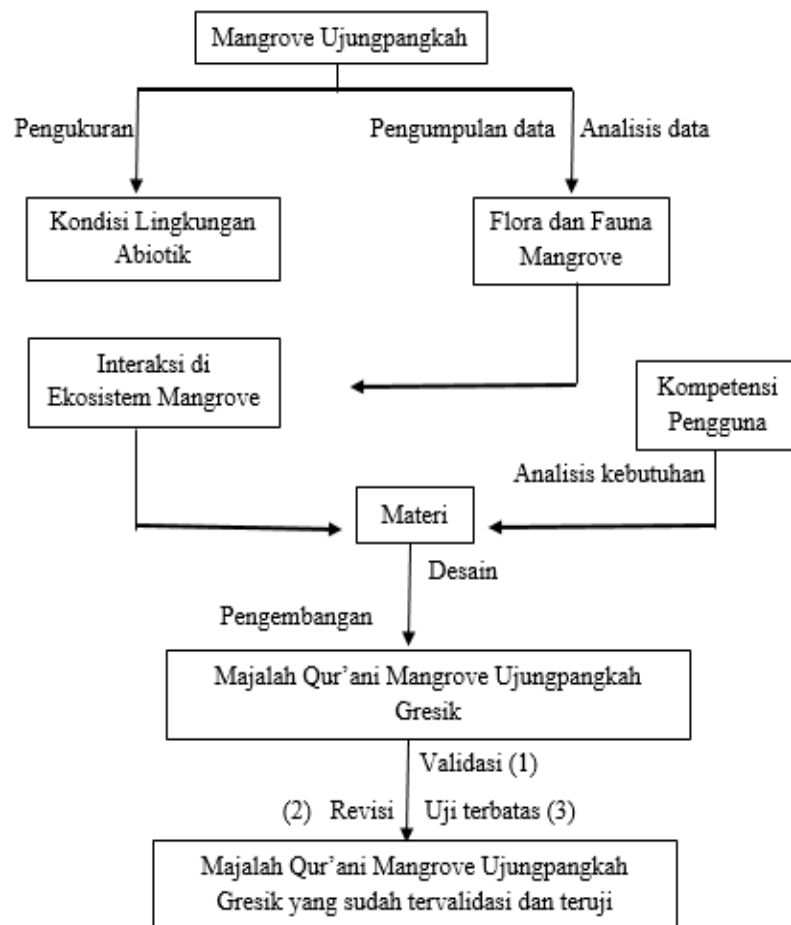 Mangrove Ujungpangkah
Pengukuran
Pengumpulan data
Analisis data
Kondisi Lingkungan
Abiotik
Flora dan Fauna
Mangrove
Interaksi di
Ekosistem Mangrove
Kompetensi
Pengguna
Analisis kebutuhan
Materi
Desain
Pengembangan
Majalah Qur’ani Mangrove Ujungpangkah
Gresik
Validasi (1)
(2) Revisi
Uji terbatas (3)
Majalah Qur’ani Mangrove Ujungpangkah
Gresik yang sudah tervalidasi dan teruji